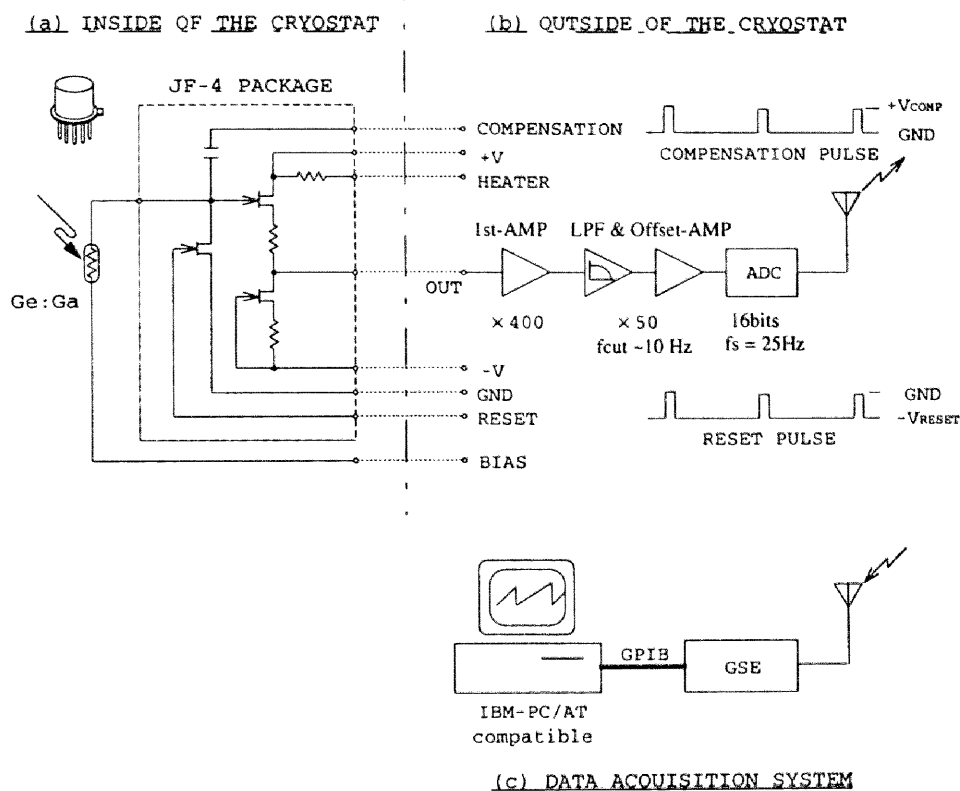 (a) INSIDE OF THE CRYOSTAT
(b) OUTSIDE OF THE CRYOSTAT
JF-4 PACKAGE
COMPENSATION
+V
HEATER
+VCOMP
GND
COMPENSATION PULSE
Ge:Ga
1st-AMP
LPF & Offset-AMP
OUT
ADC
×400
×50
fcut ~10 Hz
16bits
fs = 25Hz
-V
GND
RESET
BIAS
GND
-VRESET
RESET PULSE
GPIB
GSE
IBM-PC/AT
compatible
(c) DATA ACQUISITION SYSTEM